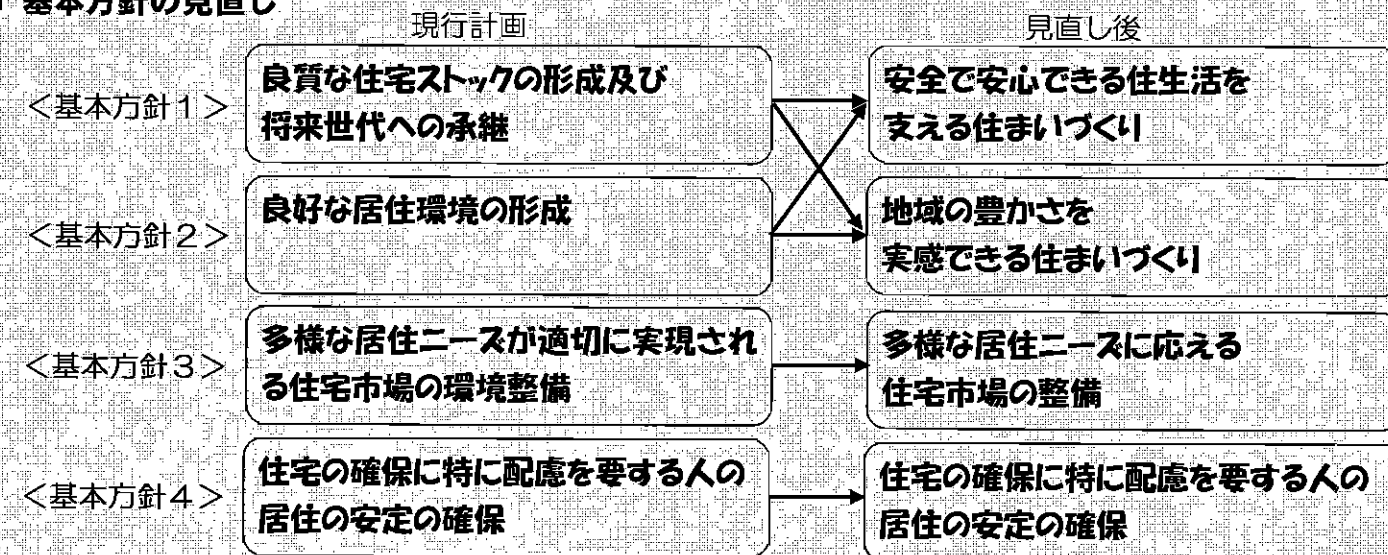 基本方針の見直し
現行計画
見直し後
＜基本方針１＞
良質な住宅ストックの形成及び
将来世代への承継
安全で安心できる住生活を
支える住まいづくり
＜基本方針２＞
良好な居住環境の形成
地域の豊かさを
実感できる住まいづくり
＜基本方針３＞
多様な居住ニーズが適切に実現され
る住宅市場の環境整備
多様な居住ニーズに応える
住宅市場の整備
＜基本方針４＞
住宅の確保に特に配慮を要する人の
居住の安定の確保
住宅の確保に特に配慮を要する人の
居住の安定の確保